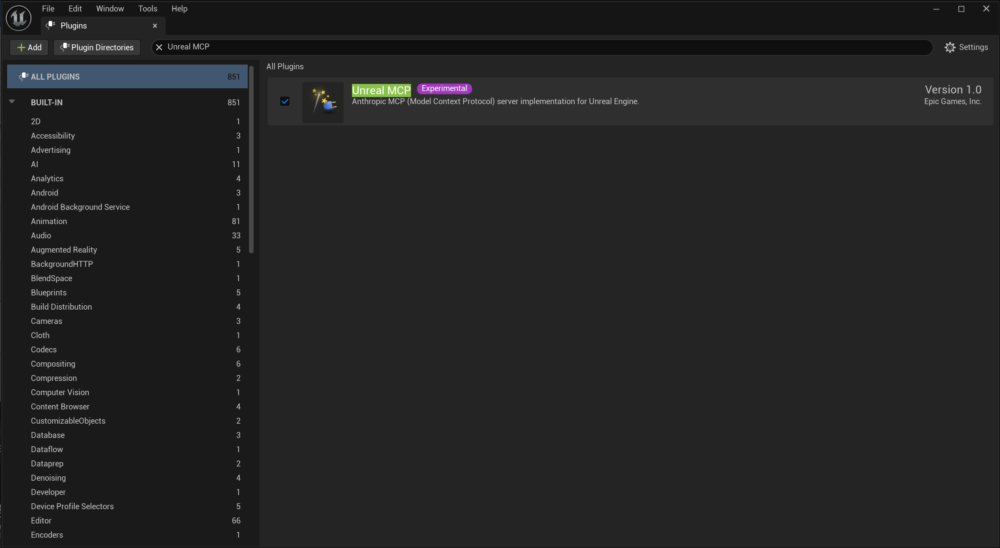 File Edit Window Tools Help
Plugins
Add Plugin Directories Unreal MCP Settings
ALL PLUGINS 851
BUILT-IN 851
2D 1
Accessibility 3
Advertising 1
AI 11
Analytics 4
Android 3
Android Background Service 1
Animation 81
Audio 33
Augmented Reality 5
BackgroundHTTP 1
BlendSpace 1
Blueprints 5
Build Distribution 4
Cameras 3
Cloth 1
Codecs 6
Compositing 6
Compression 2
Computer Vision 1
Content Browser 4
CustomizableObjects 2
Database 3
Dataflow 1
Dataprep 2
Denoising 4
Developer 1
Device Profile Selectors 5
Editor 66
Encoders 1
All Plugins
Unreal MCP Experimental Version 1.0
Anthropic MCP (Model Context Protocol) server implementation for Unreal Engine. Epic Games, Inc.